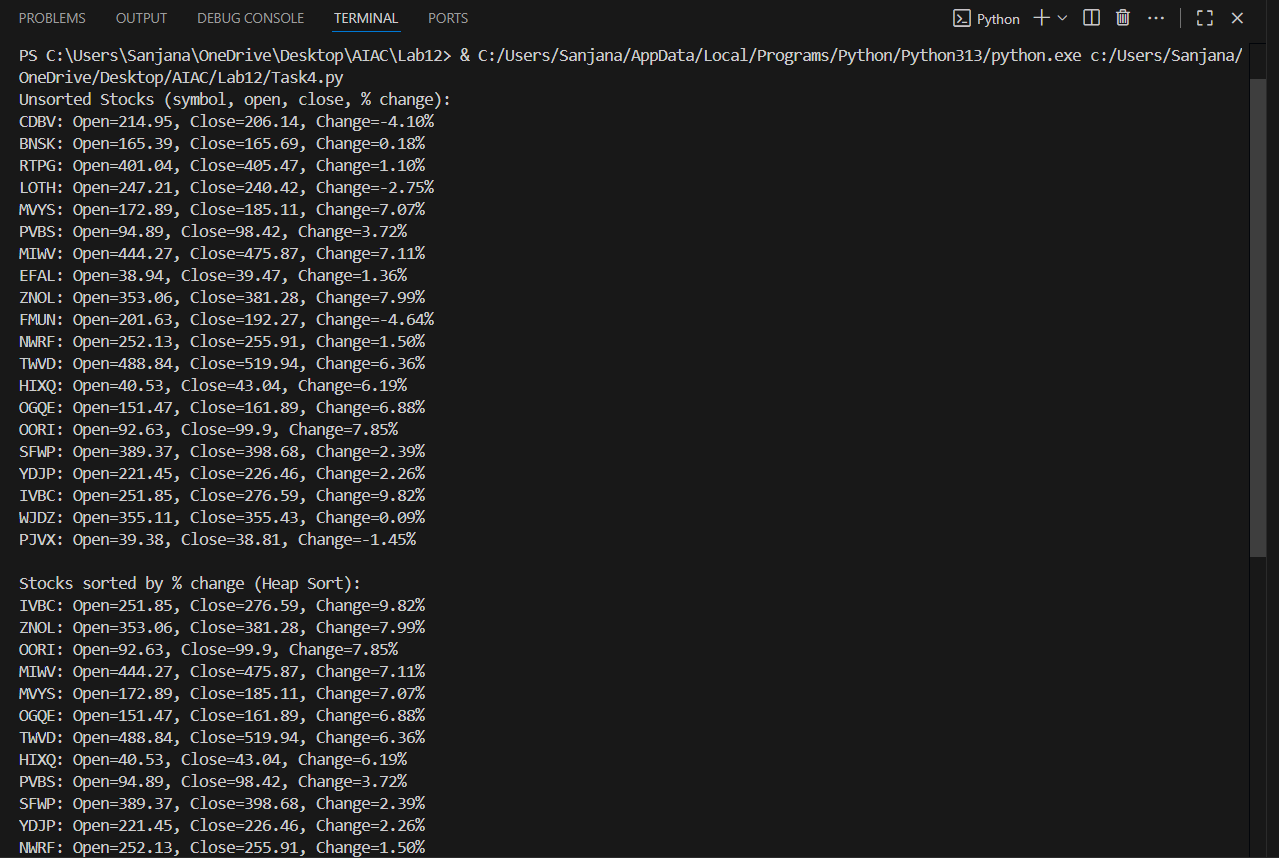 PROBLEMS OUTPUT DEBUG CONSOLE TERMINAL PORTS Python
PS C:\Users\Sanjana\OneDrive\Desktop\AIAC\Lab12> & C:/Users/Sanjana/AppData/Local/Programs/Python/Python313/python.exe c:/Users/Sanjana/
OneDrive/Desktop/AIAC/Lab12/Task4.py
Unsorted Stocks (symbol, open, close, % change):
CDBV: Open=214.95, Close=206.14, Change=-4.10%
BNSK: Open=165.39, Close=165.69, Change=0.18%
RTPG: Open=401.04, Close=405.47, Change=1.10%
LOTH: Open=247.21, Close=240.42, Change=-2.75%
MVYS: Open=172.89, Close=185.11, Change=7.07%
PVBS: Open=94.89, Close=98.42, Change=3.72%
MIWV: Open=444.27, Close=475.87, Change=7.11%
EFAL: Open=38.94, Close=39.47, Change=1.36%
ZNOL: Open=353.06, Close=381.28, Change=7.99%
FMUN: Open=201.63, Close=192.27, Change=-4.64%
NWRF: Open=252.13, Close=255.91, Change=1.50%
TWVD: Open=488.84, Close=519.94, Change=6.36%
HIXQ: Open=40.53, Close=43.04, Change=6.19%
OGQE: Open=151.47, Close=161.89, Change=6.88%
OORI: Open=92.63, Close=99.9, Change=7.85%
SFWP: Open=389.37, Close=398.68, Change=2.39%
YDJP: Open=221.45, Close=226.46, Change=2.26%
IVBC: Open=251.85, Close=276.59, Change=9.82%
WJDZ: Open=355.11, Close=355.43, Change=0.09%
PJVX: Open=39.38, Close=38.81, Change=-1.45%
Stocks sorted by % change (Heap Sort):
IVBC: Open=251.85, Close=276.59, Change=9.82%
ZNOL: Open=353.06, Close=381.28, Change=7.99%
OORI: Open=92.63, Close=99.9, Change=7.85%
MIWV: Open=444.27, Close=475.87, Change=7.11%
MVYS: Open=172.89, Close=185.11, Change=7.07%
OGQE: Open=151.47, Close=161.89, Change=6.88%
TWVD: Open=488.84, Close=519.94, Change=6.36%
HIXQ: Open=40.53, Close=43.04, Change=6.19%
PVBS: Open=94.89, Close=98.42, Change=3.72%
SFWP: Open=389.37, Close=398.68, Change=2.39%
YDJP: Open=221.45, Close=226.46, Change=2.26%
NWRF: Open=252.13, Close=255.91, Change=1.50%